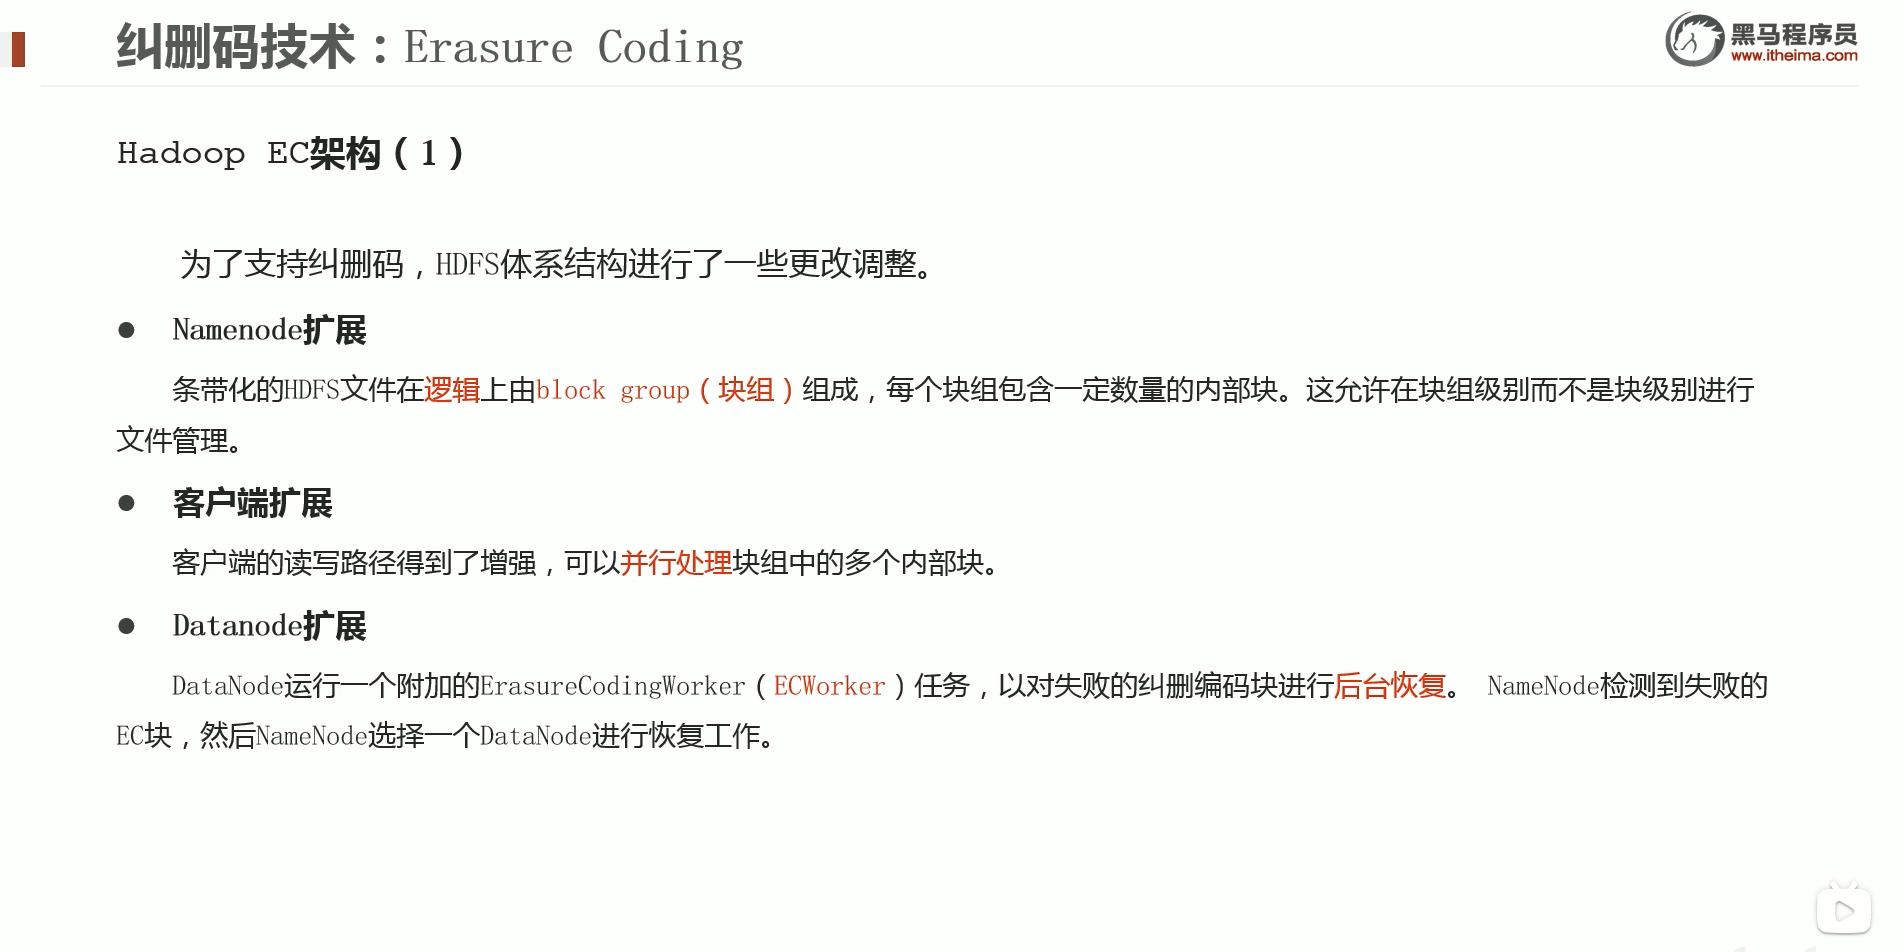 纠删码技术：Erasure Coding
黑马程序员
www.itheima.com
Hadoop EC架构（1）
为了支持纠删码，HDFS体系结构进行了一些更改调整。
● Namenode扩展
条带化的HDFS文件在逻辑上由block group（块组）组成，每个块组包含一定数量的内部块。这允许在块组级别而不是块级别进行
文件管理。
● 客户端扩展
客户端的读写路径得到了增强，可以并行处理块组中的多个内部块。
● Datanode扩展
DataNode运行一个附加的ErasureCodingWorker（ECWorker）任务，以对失败的纠删编码块进行后台恢复。 NameNode检测到失败的
EC块，然后NameNode选择一个DataNode进行恢复工作。